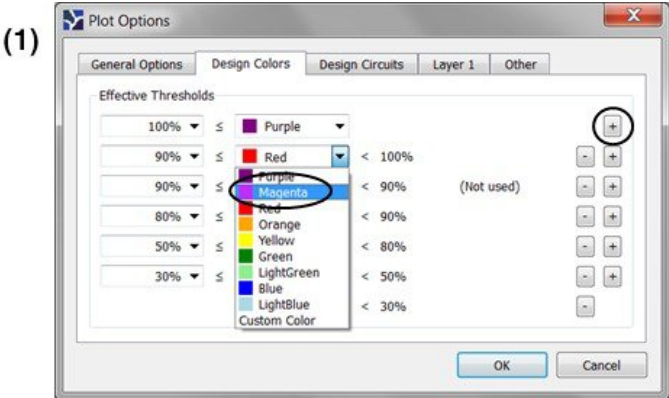 (1)
Plot Options
General Options Design Colors Design Circuits Layer 1 Other
Effective Thresholds
100% ≤ Purple +
90% ≤ Red < 100% - +
Purple
90% ≤ Magenta < 90% (Not used) - +
Red
80% ≤ Orange < 90% - +
Yellow
50% ≤ Green < 80% - +
LightGreen
30% ≤ Blue < 50% - +
LightBlue < 30% -
Custom Color
OK Cancel